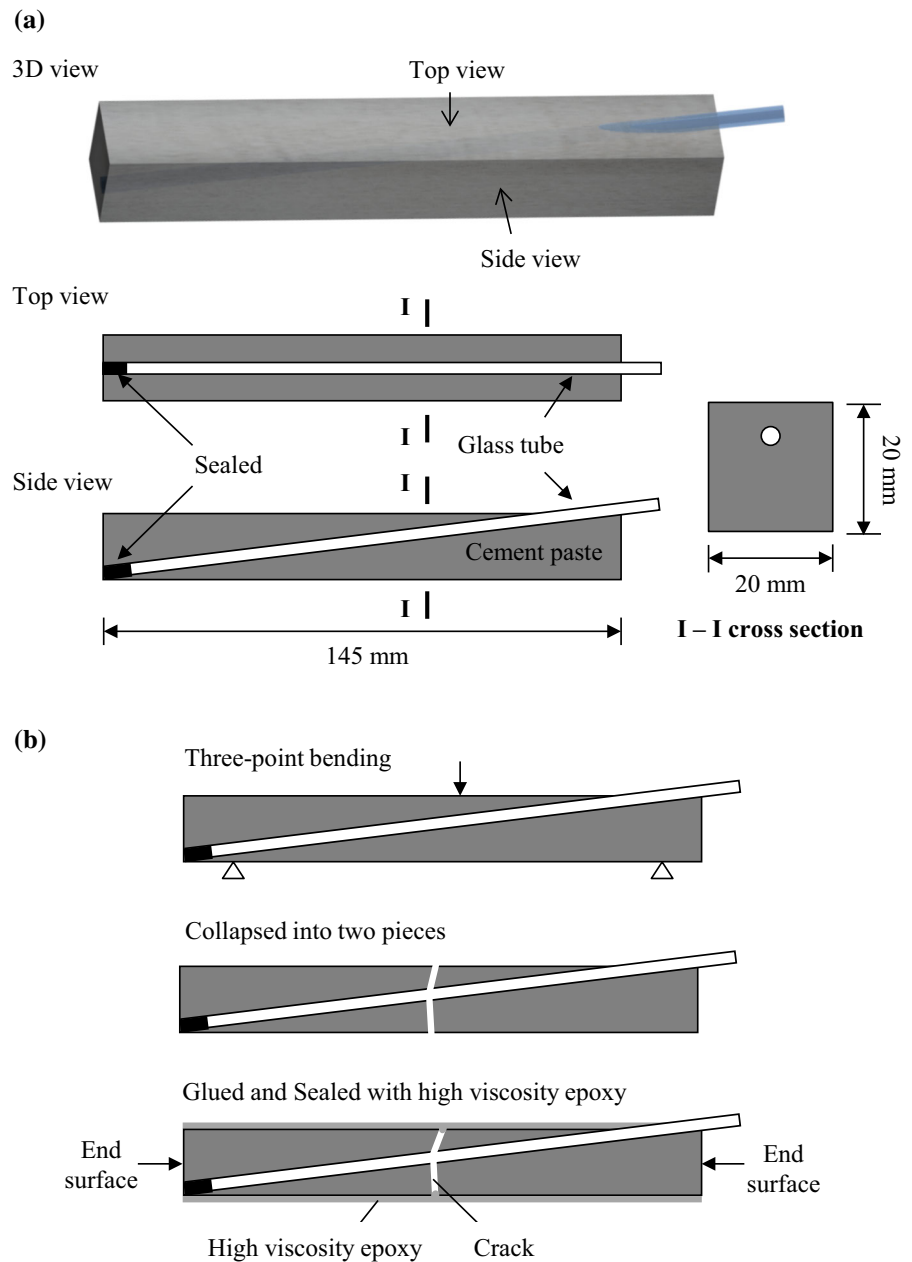 (a)
3D view
Top view
Side view
Top view
I
I
Sealed
Glass tube
Side view
I
Cement paste
I
145 mm
20 mm
20 mm
I – I cross section
(b)
Three-point bending
Collapsed into two pieces
Glued and Sealed with high viscosity epoxy
End
surface
End
surface
High viscosity epoxy
Crack